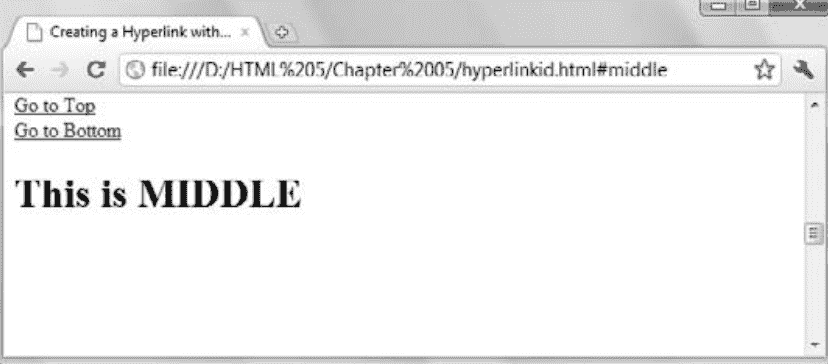 Creating a Hyperlink with...
file:///D:/HTML%205/Chapter%2005/hyperlinkid.html#middle
Go to Top
Go to Bottom
This is MIDDLE